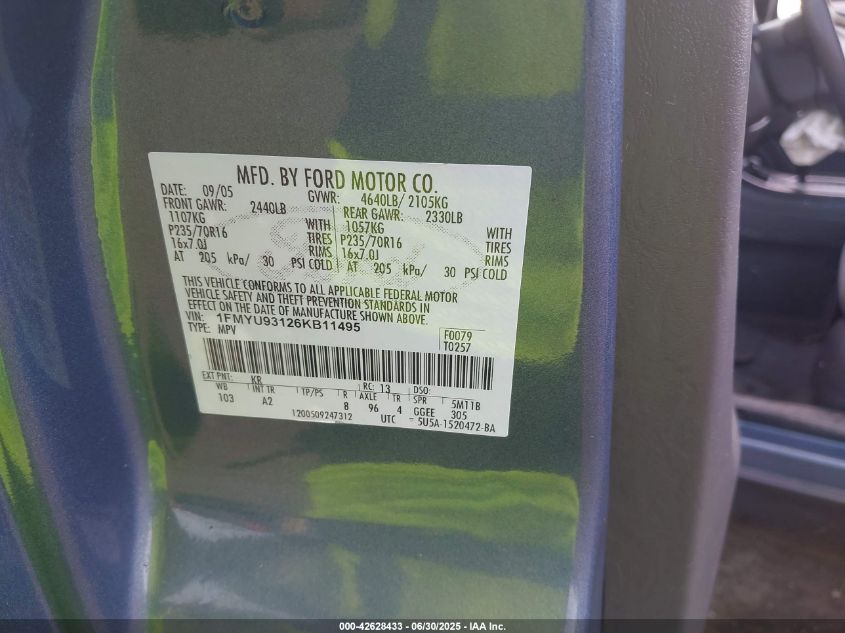 MFD. BY FORD MOTOR CO.
DATE: 09/05 GVWR: 4640LB/ 2105KG
FRONT GAWR: 2440LB REAR GAWR: 2330LB
1107KG WITH 1057KG WITH
P235/70R16 TIRES P235/70R16 TIRES
16x7.0J RIMS 16x7.0J RIMS
AT 205 kPa/ 30 PSI COLD AT 205 kPa/ 30 PSI COLD
THIS VEHICLE CONFORMS TO ALL APPLICABLE FEDERAL MOTOR
VEHICLE SAFETY AND THEFT PREVENTION STANDARDS IN
EFFECT ON THE DATE OF MANUFACTURE SHOWN ABOVE.
VIN: 1FMYU93126KB11495 F0079
TYPE: MPV T0257
EXT PNT: KR RC: 13 DSO:
WB INT TR TP/PS R AXLE TR SPR 5M11B
103 A2 B 96 4 GGEE 305
1200509247312 UTC 5U5A-1520472-BA
000-42628433 - 06/30/2025 - IAA Inc.